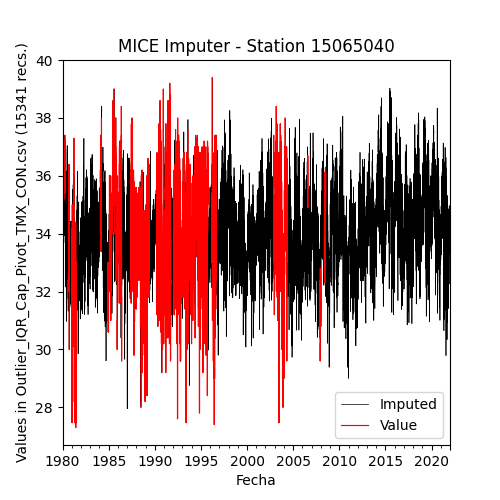 MICE Imputer - Station 15065040
Values in Outlier_IQR_Cap_Pivot_TMX_CON.csv (15341 recs.)
40
38
36
34
32
30
28
Imputed
Value
1980 1985 1990 1995 2000 2005 2010 2015 2020
Fecha